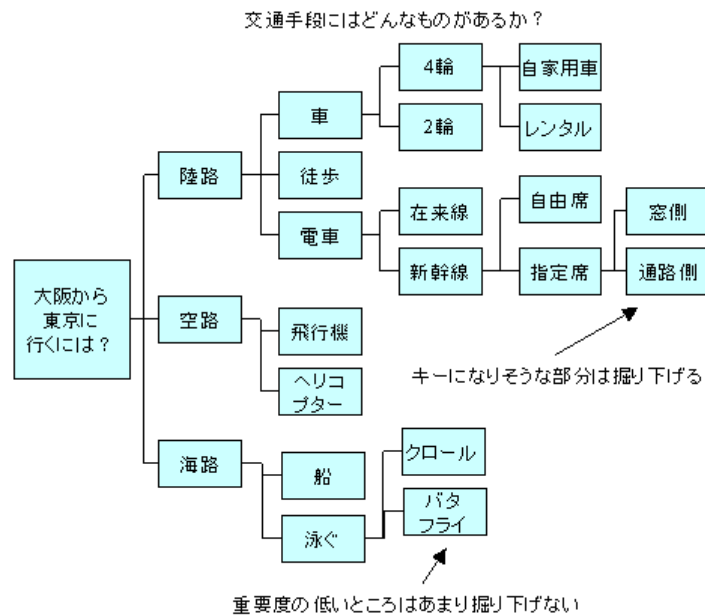 交通手段にはどんなものがあるか？
4輪
自家用車
車
2輪
レンタル
陸路
徒歩
電車
在来線
自由席
窓側
新幹線
指定席
通路側
大阪から
東京に
行くには？
空路
飛行機
ヘリコ
プター
キーになりそうな部分は掘り下げる
海路
船
クロール
泳ぐ
バタ
フライ
重要度の低いところはあまり掘り下げない